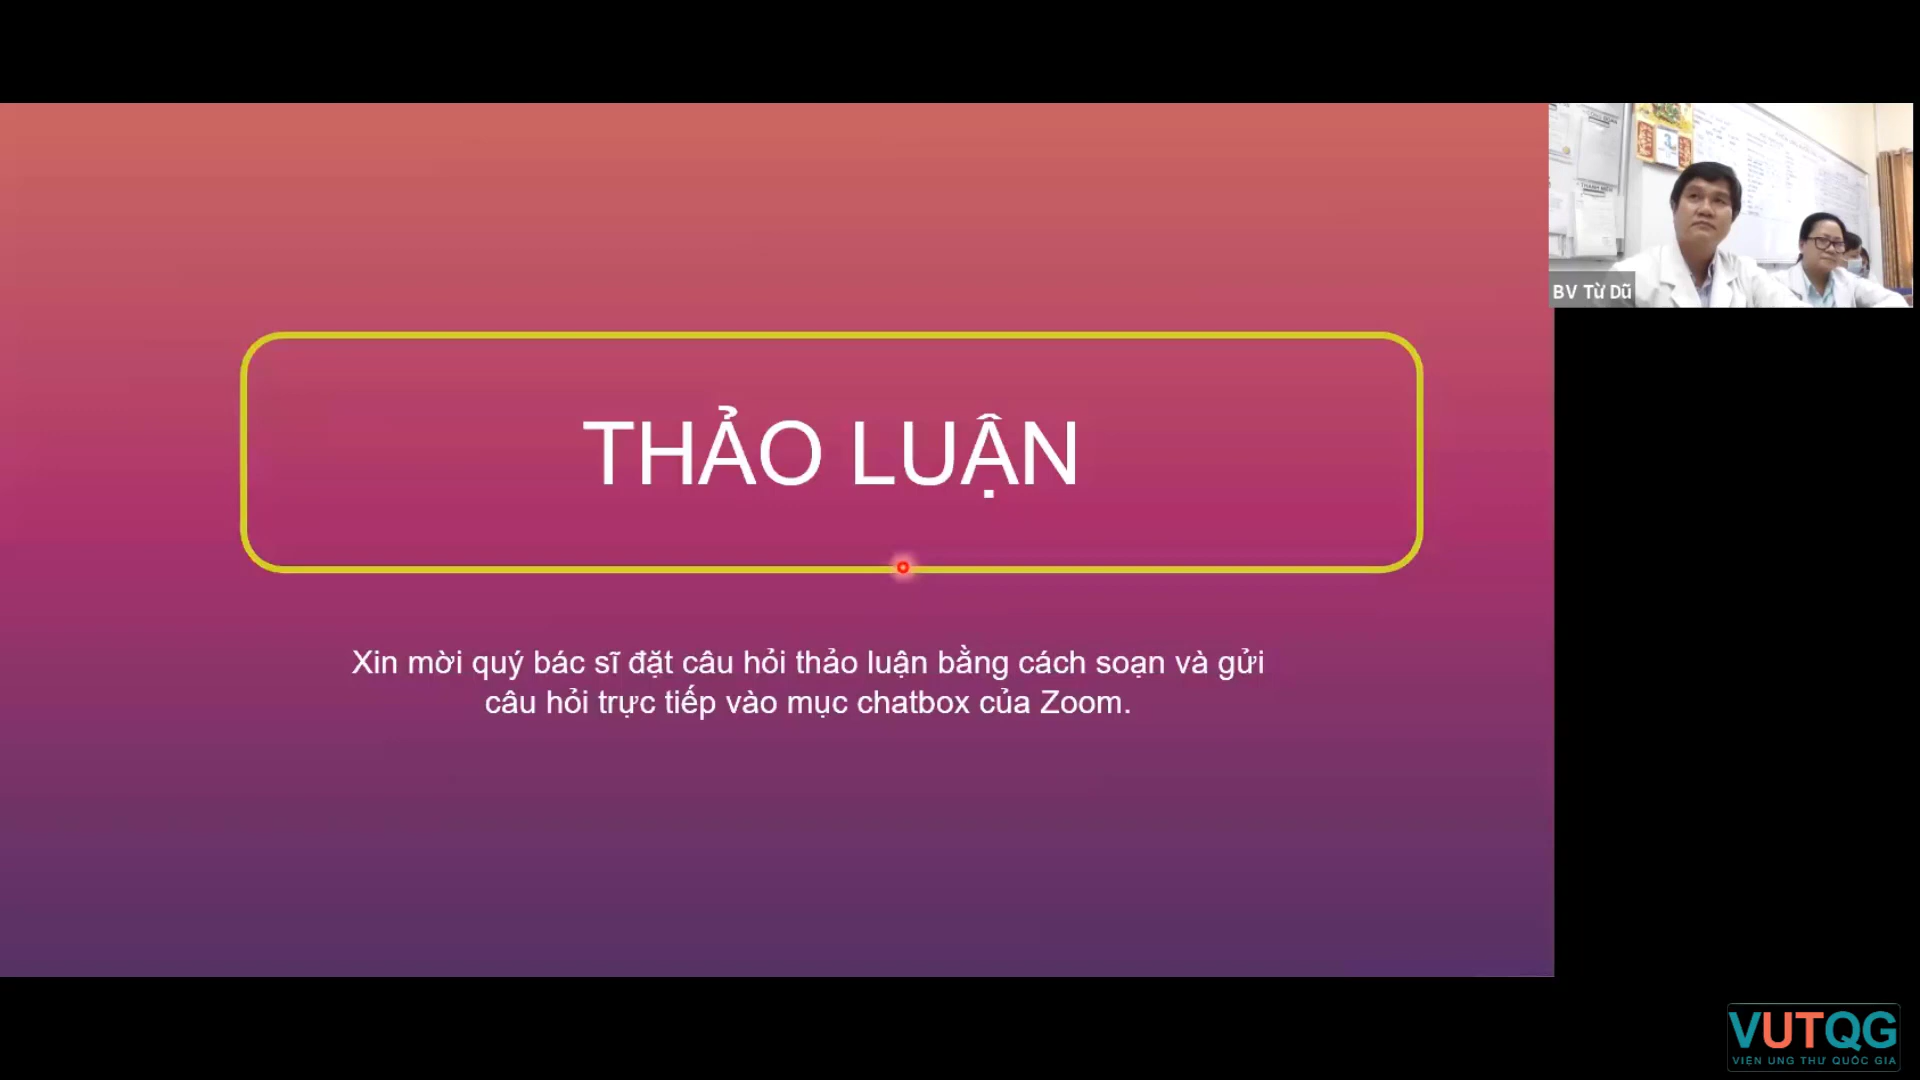 THẢO LUẬN
Xin mời quý bác sĩ đặt câu hỏi thảo luận bằng cách soạn và gửi
câu hỏi trực tiếp vào mục chatbox của Zoom.
BV Từ Dũ
VUTQG
VIỆN UNG THƯ QUỐC GIA